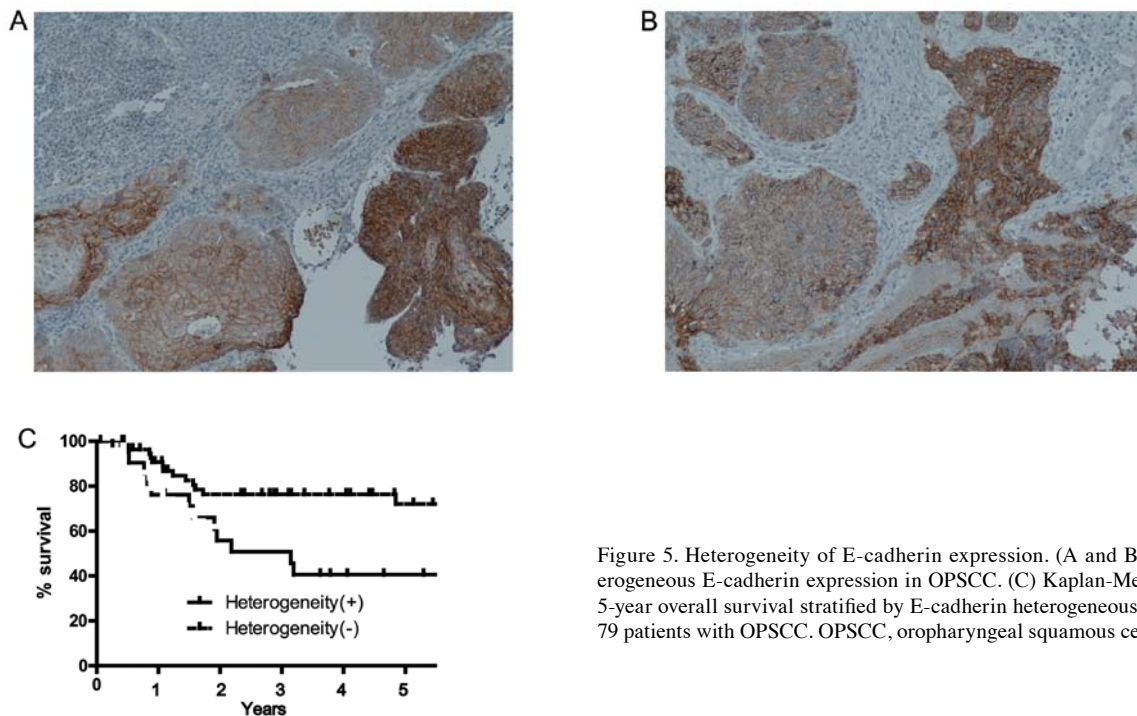 A
B
C
100
80
60
40
20
0
% survival
Heterogeneity(+)
Heterogeneity(-)
0 1 2 3 4 5
Years
Figure 5. Heterogeneity of E-cadherin expression. (A and B
erogeneous E-cadherin expression in OPSCC. (C) Kaplan-Me
5-year overall survival stratified by E-cadherin heterogeneous
79 patients with OPSCC. OPSCC, oropharyngeal squamous ce